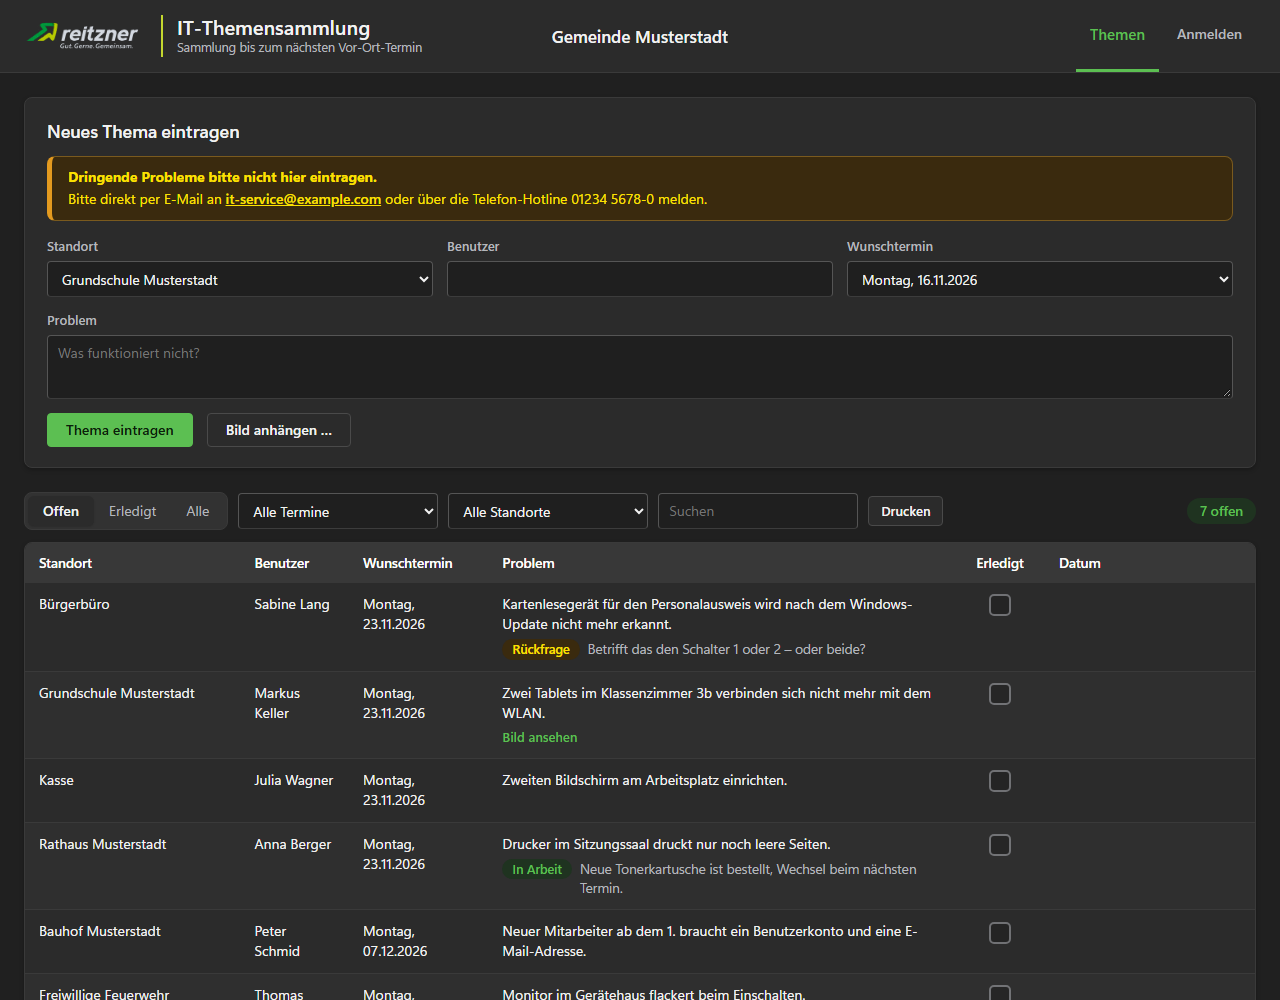 reitzner
Gut. Gerne. Gemeinsam.
IT-Themensammlung
Sammlung bis zum nächsten Vor-Ort-Termin
Gemeinde Musterstadt
Themen
Anmelden
Neues Thema eintragen
Dringende Probleme bitte nicht hier eintragen.
Bitte direkt per E-Mail an it-service@example.com oder über die Telefon-Hotline 01234 5678-0 melden.
Standort Benutzer Wunschtermin
Grundschule Musterstadt Montag, 16.11.2026
Problem
Was funktioniert nicht?
Thema eintragen Bild anhängen ...
Offen Erledigt Alle Alle Termine Alle Standorte Suchen Drucken 7 offen
Standort Benutzer Wunschtermin Problem Erledigt Datum
Bürgerbüro Sabine Lang Montag, Kartenlesegerät für den Personalausweis wird nach dem Windows-
23.11.2026 Update nicht mehr erkannt.
Rückfrage Betrifft das den Schalter 1 oder 2 – oder beide?
Grundschule Musterstadt Markus Montag, Zwei Tablets im Klassenzimmer 3b verbinden sich nicht mehr mit dem
Keller 23.11.2026 WLAN.
Bild ansehen
Kasse Julia Wagner Montag, Zweiten Bildschirm am Arbeitsplatz einrichten.
23.11.2026
Rathaus Musterstadt Anna Berger Montag, Drucker im Sitzungssaal druckt nur noch leere Seiten.
23.11.2026
In Arbeit Neue Tonerkartusche ist bestellt, Wechsel beim nächsten
Termin.
Bauhof Musterstadt Peter Montag, Neuer Mitarbeiter ab dem 1. braucht ein Benutzerkonto und eine E-
Schmid 07.12.2026 Mail-Adresse.
Freiwillige Feuerwehr Thomas Montag, Monitor im Gerätehaus flackert beim Einschalten.